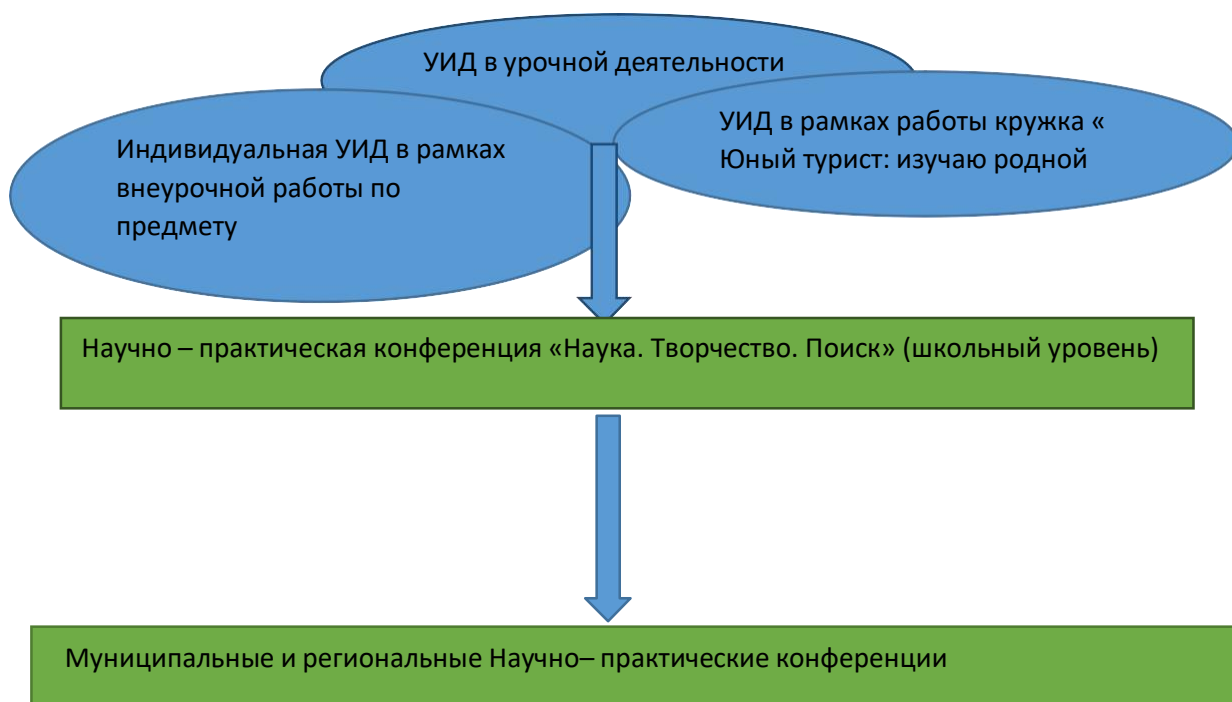 УИД в урочной деятельности
УИД в рамках работы кружка «
Юный турист: изучаю родной
Индивидуальная УИД в рамках
внеурочной работы по
предмету
Научно – практическая конференция «Наука. Творчество. Поиск» (школьный уровень)
Муниципальные и региональные Научно– практические конференции